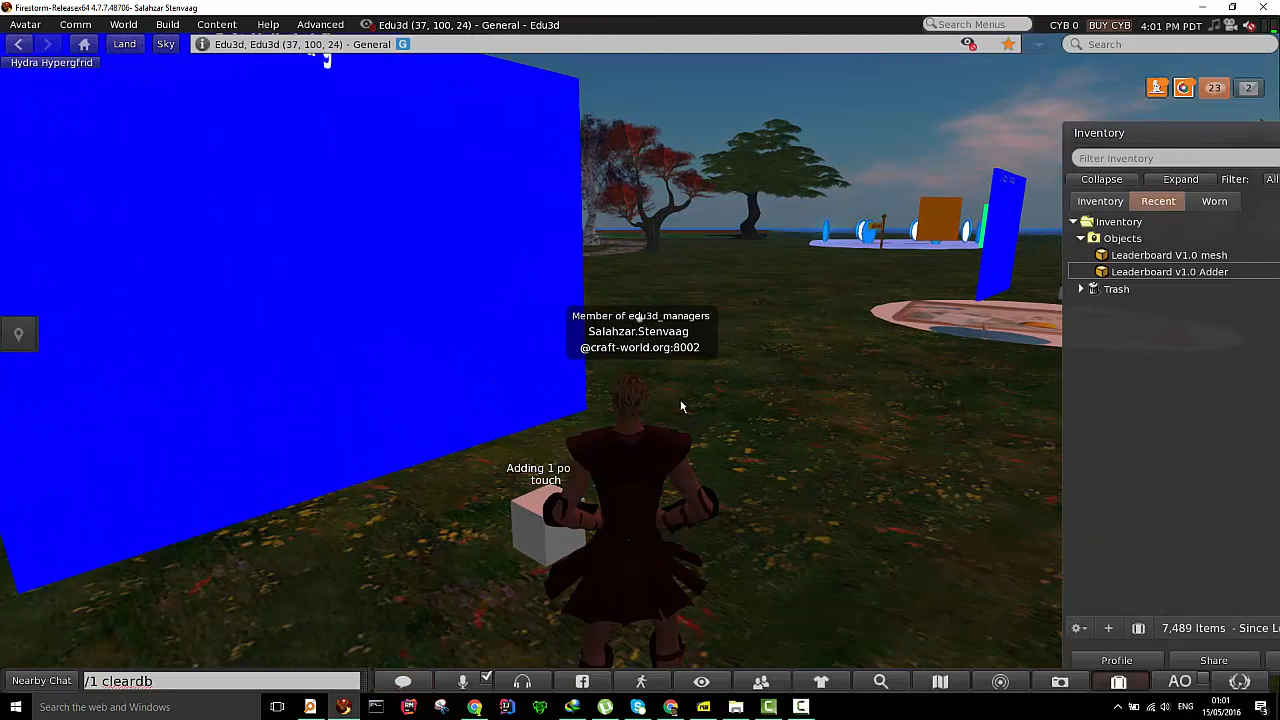 Firestorm-Releasex64 4.7.7.48706- Salahzar Stenvaag
Avatar Comm World Build Content Help Advanced Edu3d (37, 100, 24) - General - Edu3d Search Menus CYB 0 BUY CYB 4:01 PM PDT
Land Sky Edu3d, Edu3d (37, 100, 24) - General G Search
Hydra Hypergfrid
23 2
Inventory
Filter Inventory
Collapse Expand Filter: All
Inventory Recent Worn
Inventory
Objects
Leaderboard V1.0 mesh
Leaderboard v1.0 Adder
Trash
Member of edu3d_managers
Salahzar.Stenvaag
@craft-world.org:8002
Adding 1 po
touch
7,489 Items - Since L
Profile Share
Nearby Chat /1 cleardb AO
Search the web and Windows ENG 01:01
15/05/2016